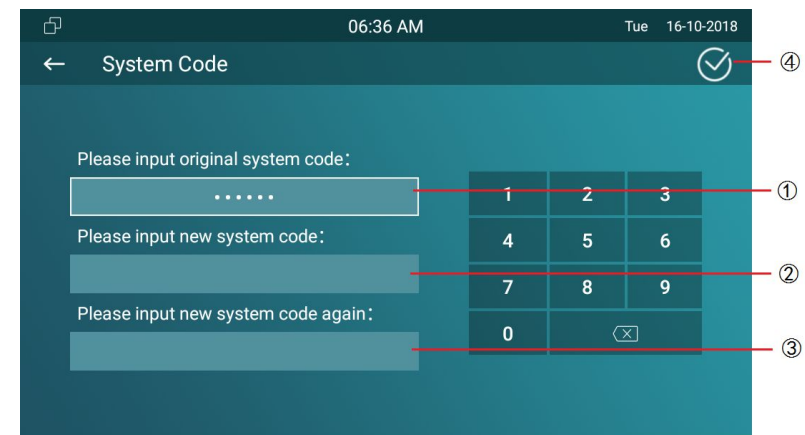 06:36 AM
Tue 16-10-2018
System Code
④
Please input original system code:
••••••
①
1 2 3
Please input new system code:
4 5 6
②
7 8 9
Please input new system code again:
0
③